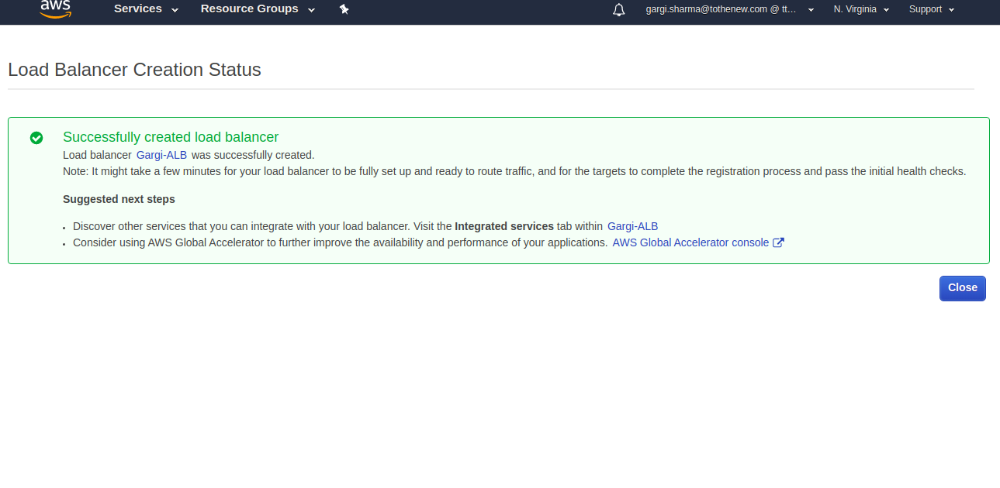 aws Services Resource Groups gargi.sharma@tothenew.com @ tt... N. Virginia Support
Load Balancer Creation Status
Successfully created load balancer
Load balancer Gargi-ALB was successfully created.
Note: It might take a few minutes for your load balancer to be fully set up and ready to route traffic, and for the targets to complete the registration process and pass the initial health checks.
Suggested next steps
• Discover other services that you can integrate with your load balancer. Visit the Integrated services tab within Gargi-ALB
• Consider using AWS Global Accelerator to further improve the availability and performance of your applications. AWS Global Accelerator console
Close